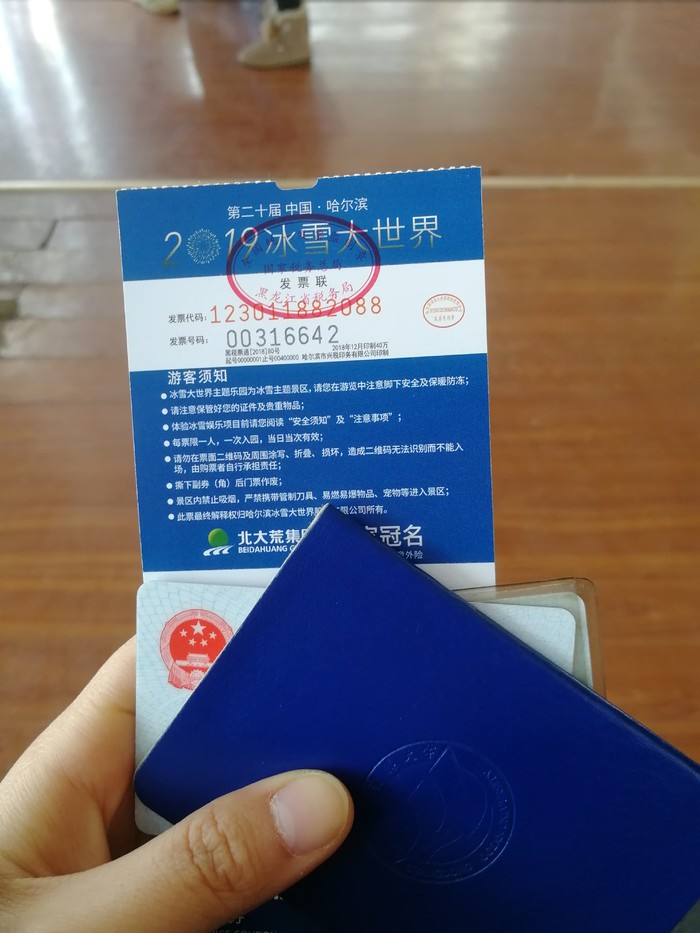 第二十届 中国·哈尔滨
2019冰雪大世界
国家税务总局
发票联
黑龙江省税务局
发票代码：123011882088
发票号码：00316642
黑税票通[2018]80号 2018年12月印制40万
起号00000001止号00400000 哈尔滨市兴税印务有限公司印制
游客须知
●冰雪大世界主题乐园为冰雪主题景区，请您在游览中注意脚下安全及保暖防冻；
●请注意保管好您的证件及贵重物品；
●体验冰雪娱乐项目前请您阅读“安全须知”及“注意事项”；
●每票限一人，一次入园，当日当次有效；
●请勿在票面二维码及周围涂写、折叠、损坏，造成二维码无法识别而不能入
场，由购票者自行承担责任；
●撕下副券（角）后门票作废；
●景区内禁止吸烟，严禁携带管制刀具、易燃易爆物品、宠物等进入景区；
●此票最终解释权归哈尔滨冰雪大世界 有限公司所有。
北大荒集 冠名
BEIDAHUANG 意外险